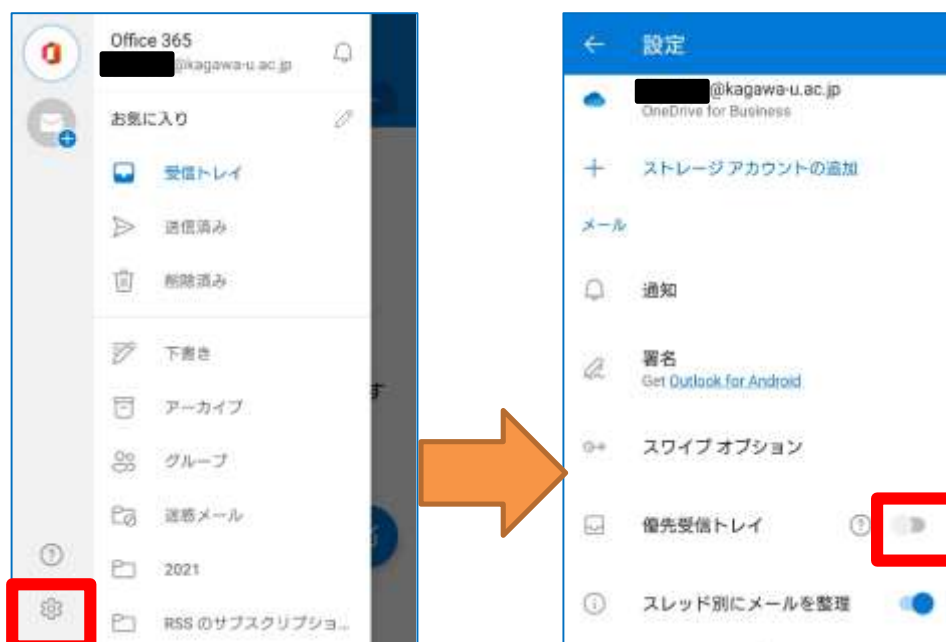 Office 365
@kagawa-u.ac.jp
お気に入り
受信トレイ
送信済み
削除済み
下書き
アーカイブ
グループ
迷惑メール
2021
RSS のサブスクリプショ...
す
設定
@kagawa-u.ac.jp
OneDrive for Business
ストレージ アカウントの追加
メール
通知
署名
Get Outlook for Android
スワイプ オプション
優先受信トレイ
スレッド別にメールを整理